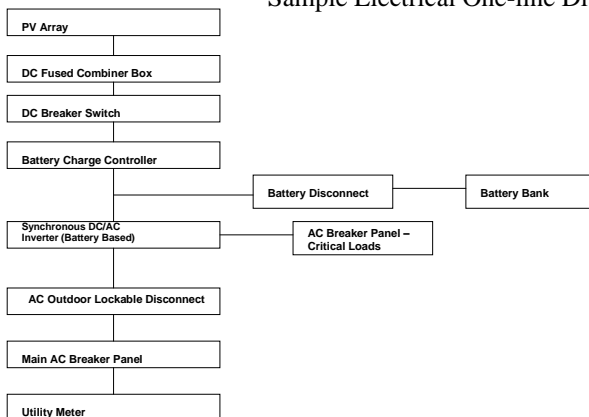 Sample Electrical One-line
PV Array
DC Fused Combiner Box
DC Breaker Switch
Battery Charge Controller
Battery Disconnect
Battery Bank
Synchronous DC/AC
Inverter (Battery Based)
AC Breaker Panel –
Critical Loads
AC Outdoor Lockable Disconnect
Main AC Breaker Panel
Utility Meter